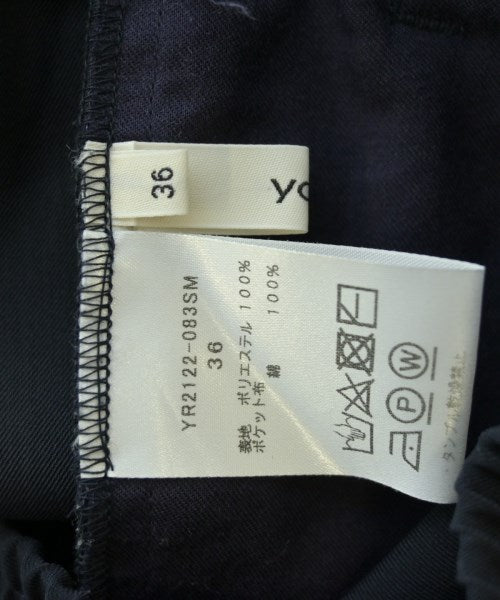 36
yo
YR2122-083SM
36
表地 ポリエステル 100%
ポケット布 綿 100%
P W
タンブル乾燥禁止